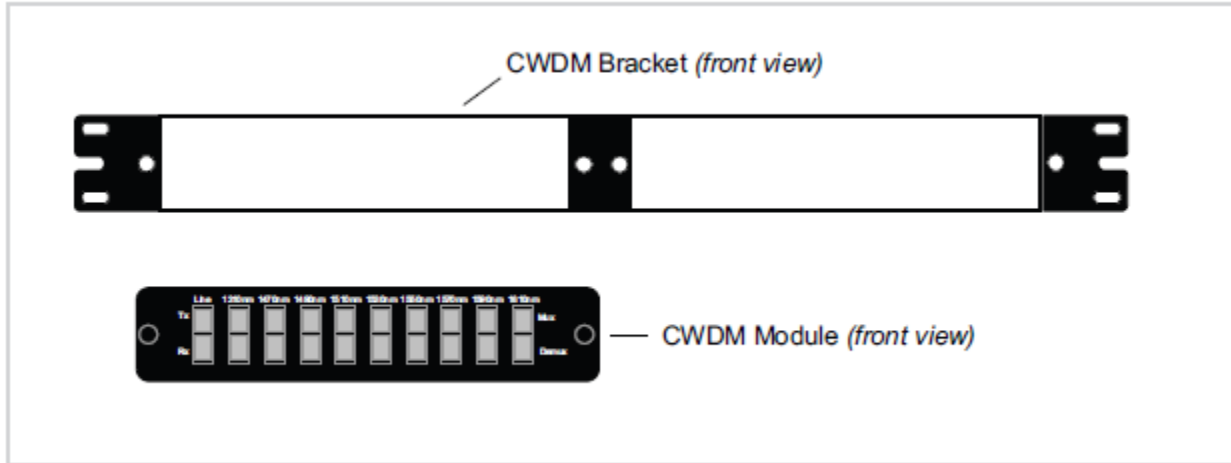 CWDM Bracket (front view)
Line 1310nm 1470nm 1490nm 1510nm 1530nm 1550nm 1570nm 1590nm 1610nm
Tx Mux
Rx Demux
CWDM Module (front view)